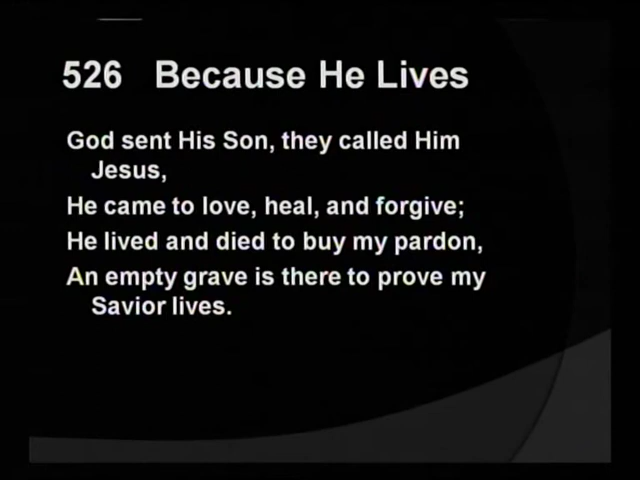 526 Because He Lives
God sent His Son, they called Him
Jesus,
He came to love, heal, and forgive;
He lived and died to buy my pardon,
An empty grave is there to prove my
Savior lives.